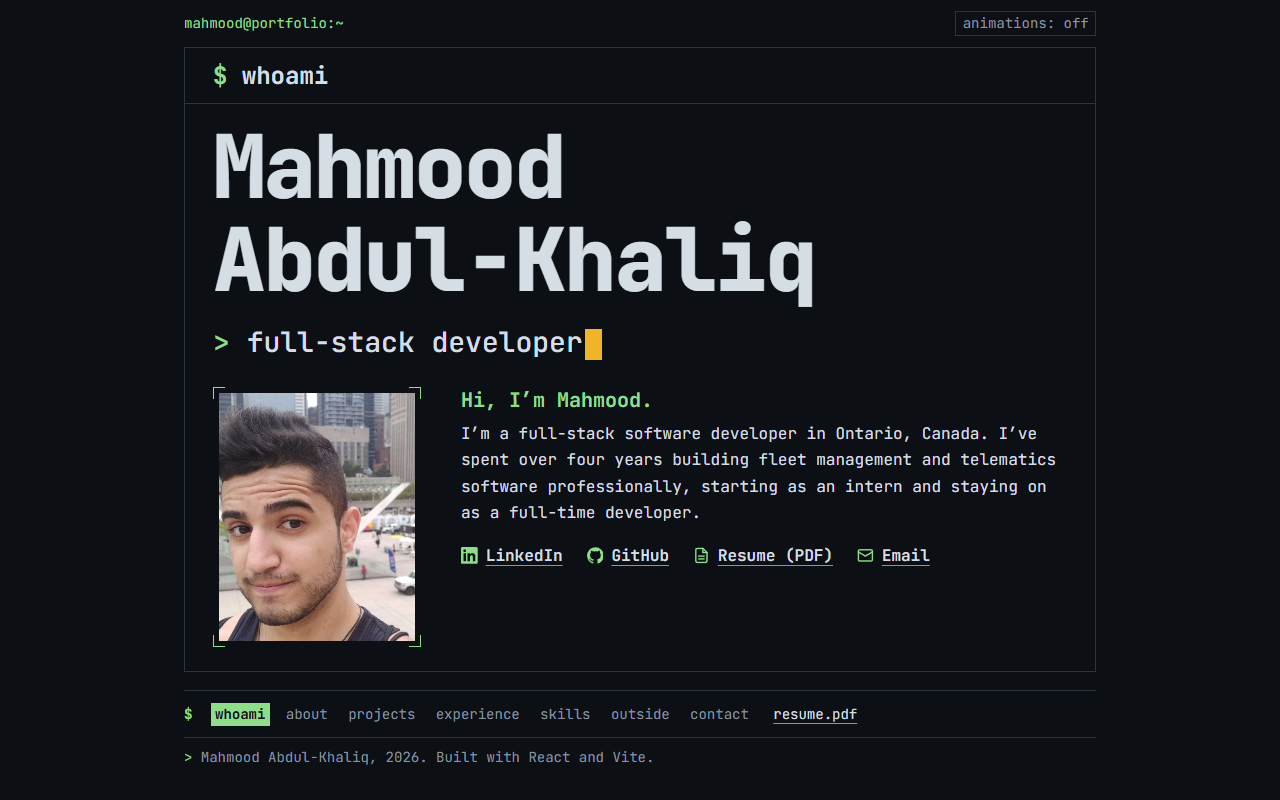 mahmood@portfolio:~
animations: off
$ whoami
Mahmood
Abdul-Khaliq
> full-stack developer
Hi, I’m Mahmood.
I’m a full-stack software developer in Ontario, Canada. I’ve
spent over four years building fleet management and telematics
software professionally, starting as an intern and staying on
as a full-time developer.
LinkedIn GitHub Resume (PDF) Email
$ whoami about projects experience skills outside contact resume.pdf
> Mahmood Abdul-Khaliq, 2026. Built with React and Vite.